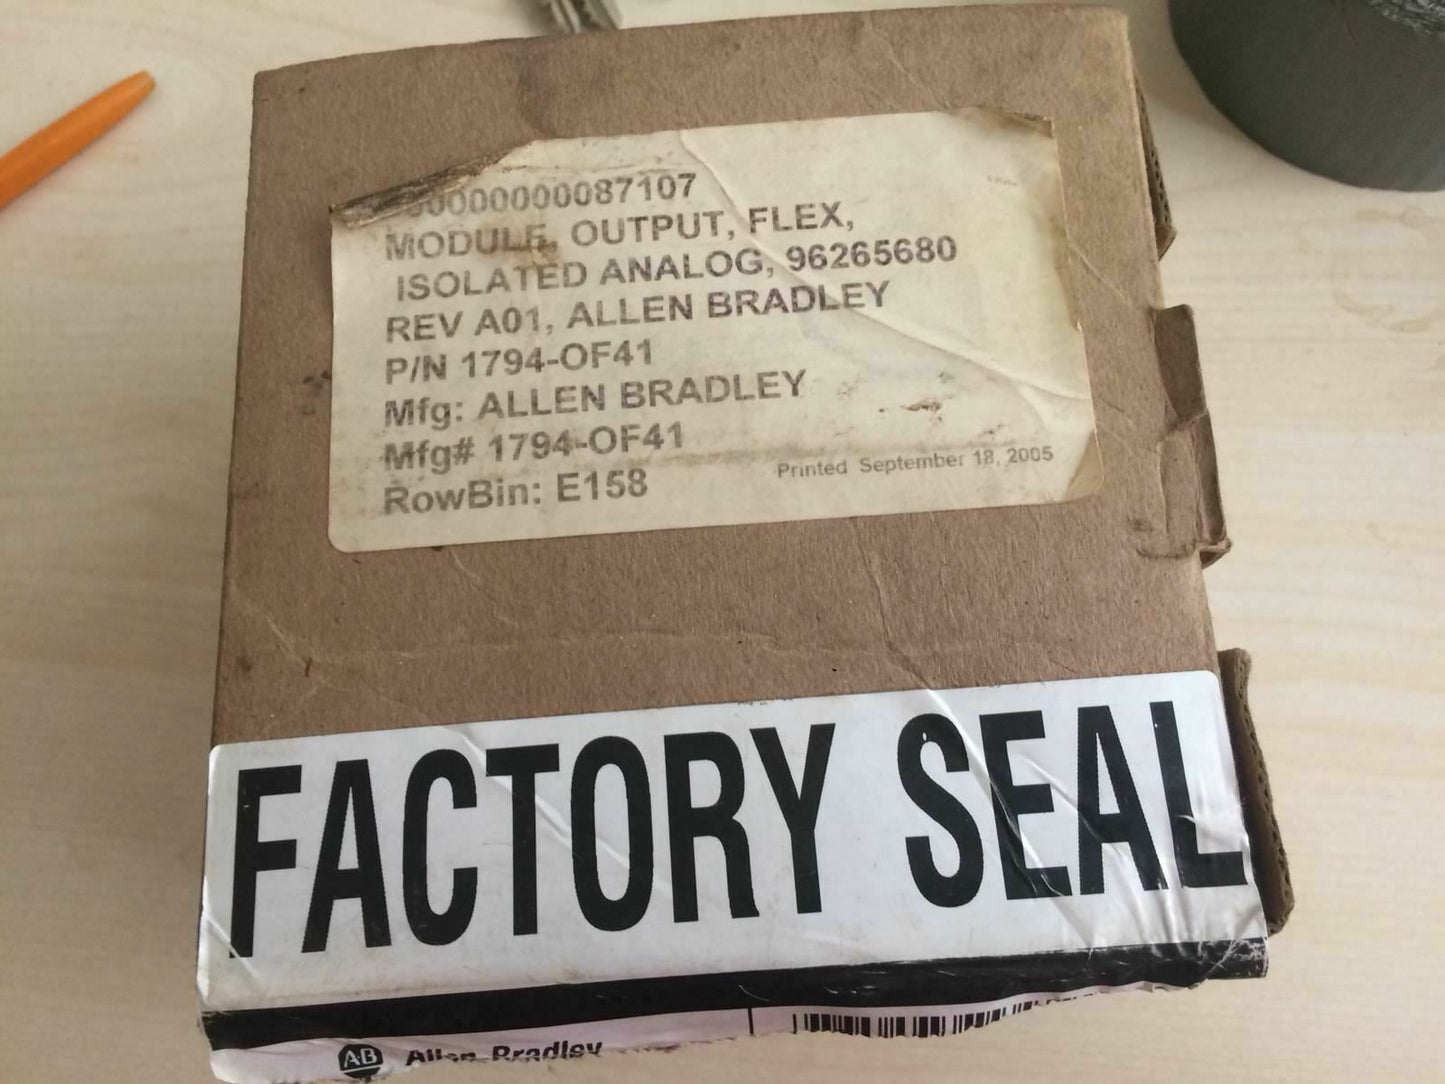 00000000087107
MODULE, OUTPUT, FLEX,
ISOLATED ANALOG, 96265680
REV A01, ALLEN BRADLEY
P/N 1794-OF41
Mfg: ALLEN BRADLEY
Mfg# 1794-OF41
RowBin: E158
Printed September 18, 2005
FACTORY SEAL
AB Allen-Bradley